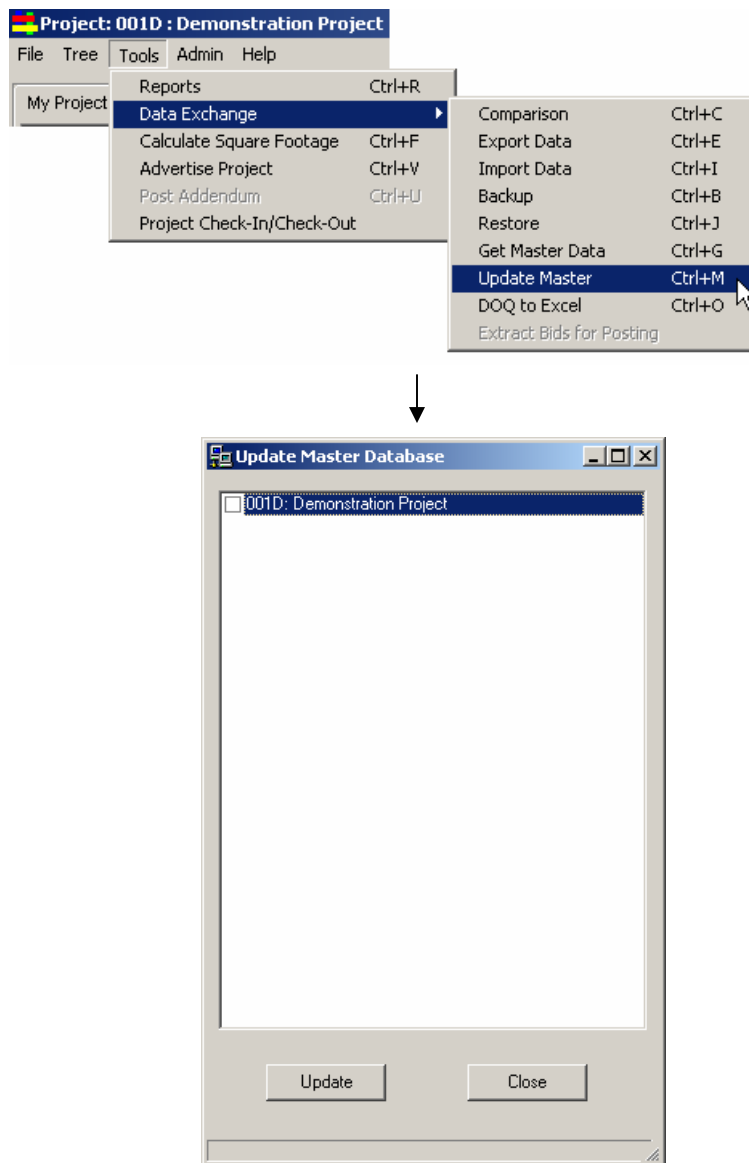 Project: 001D : Demonstration Project
File Tree Tools Admin Help
My Project
Reports Ctrl+R
Data Exchange
Calculate Square Footage Ctrl+F
Advertise Project Ctrl+V
Post Addendum Ctrl+U
Project Check-In/Check-Out
Comparison Ctrl+C
Export Data Ctrl+E
Import Data Ctrl+I
Backup Ctrl+B
Restore Ctrl+J
Get Master Data Ctrl+G
Update Master Ctrl+M
DOQ to Excel Ctrl+O
Extract Bids for Posting
Update Master Database
001D: Demonstration Project
Update Close